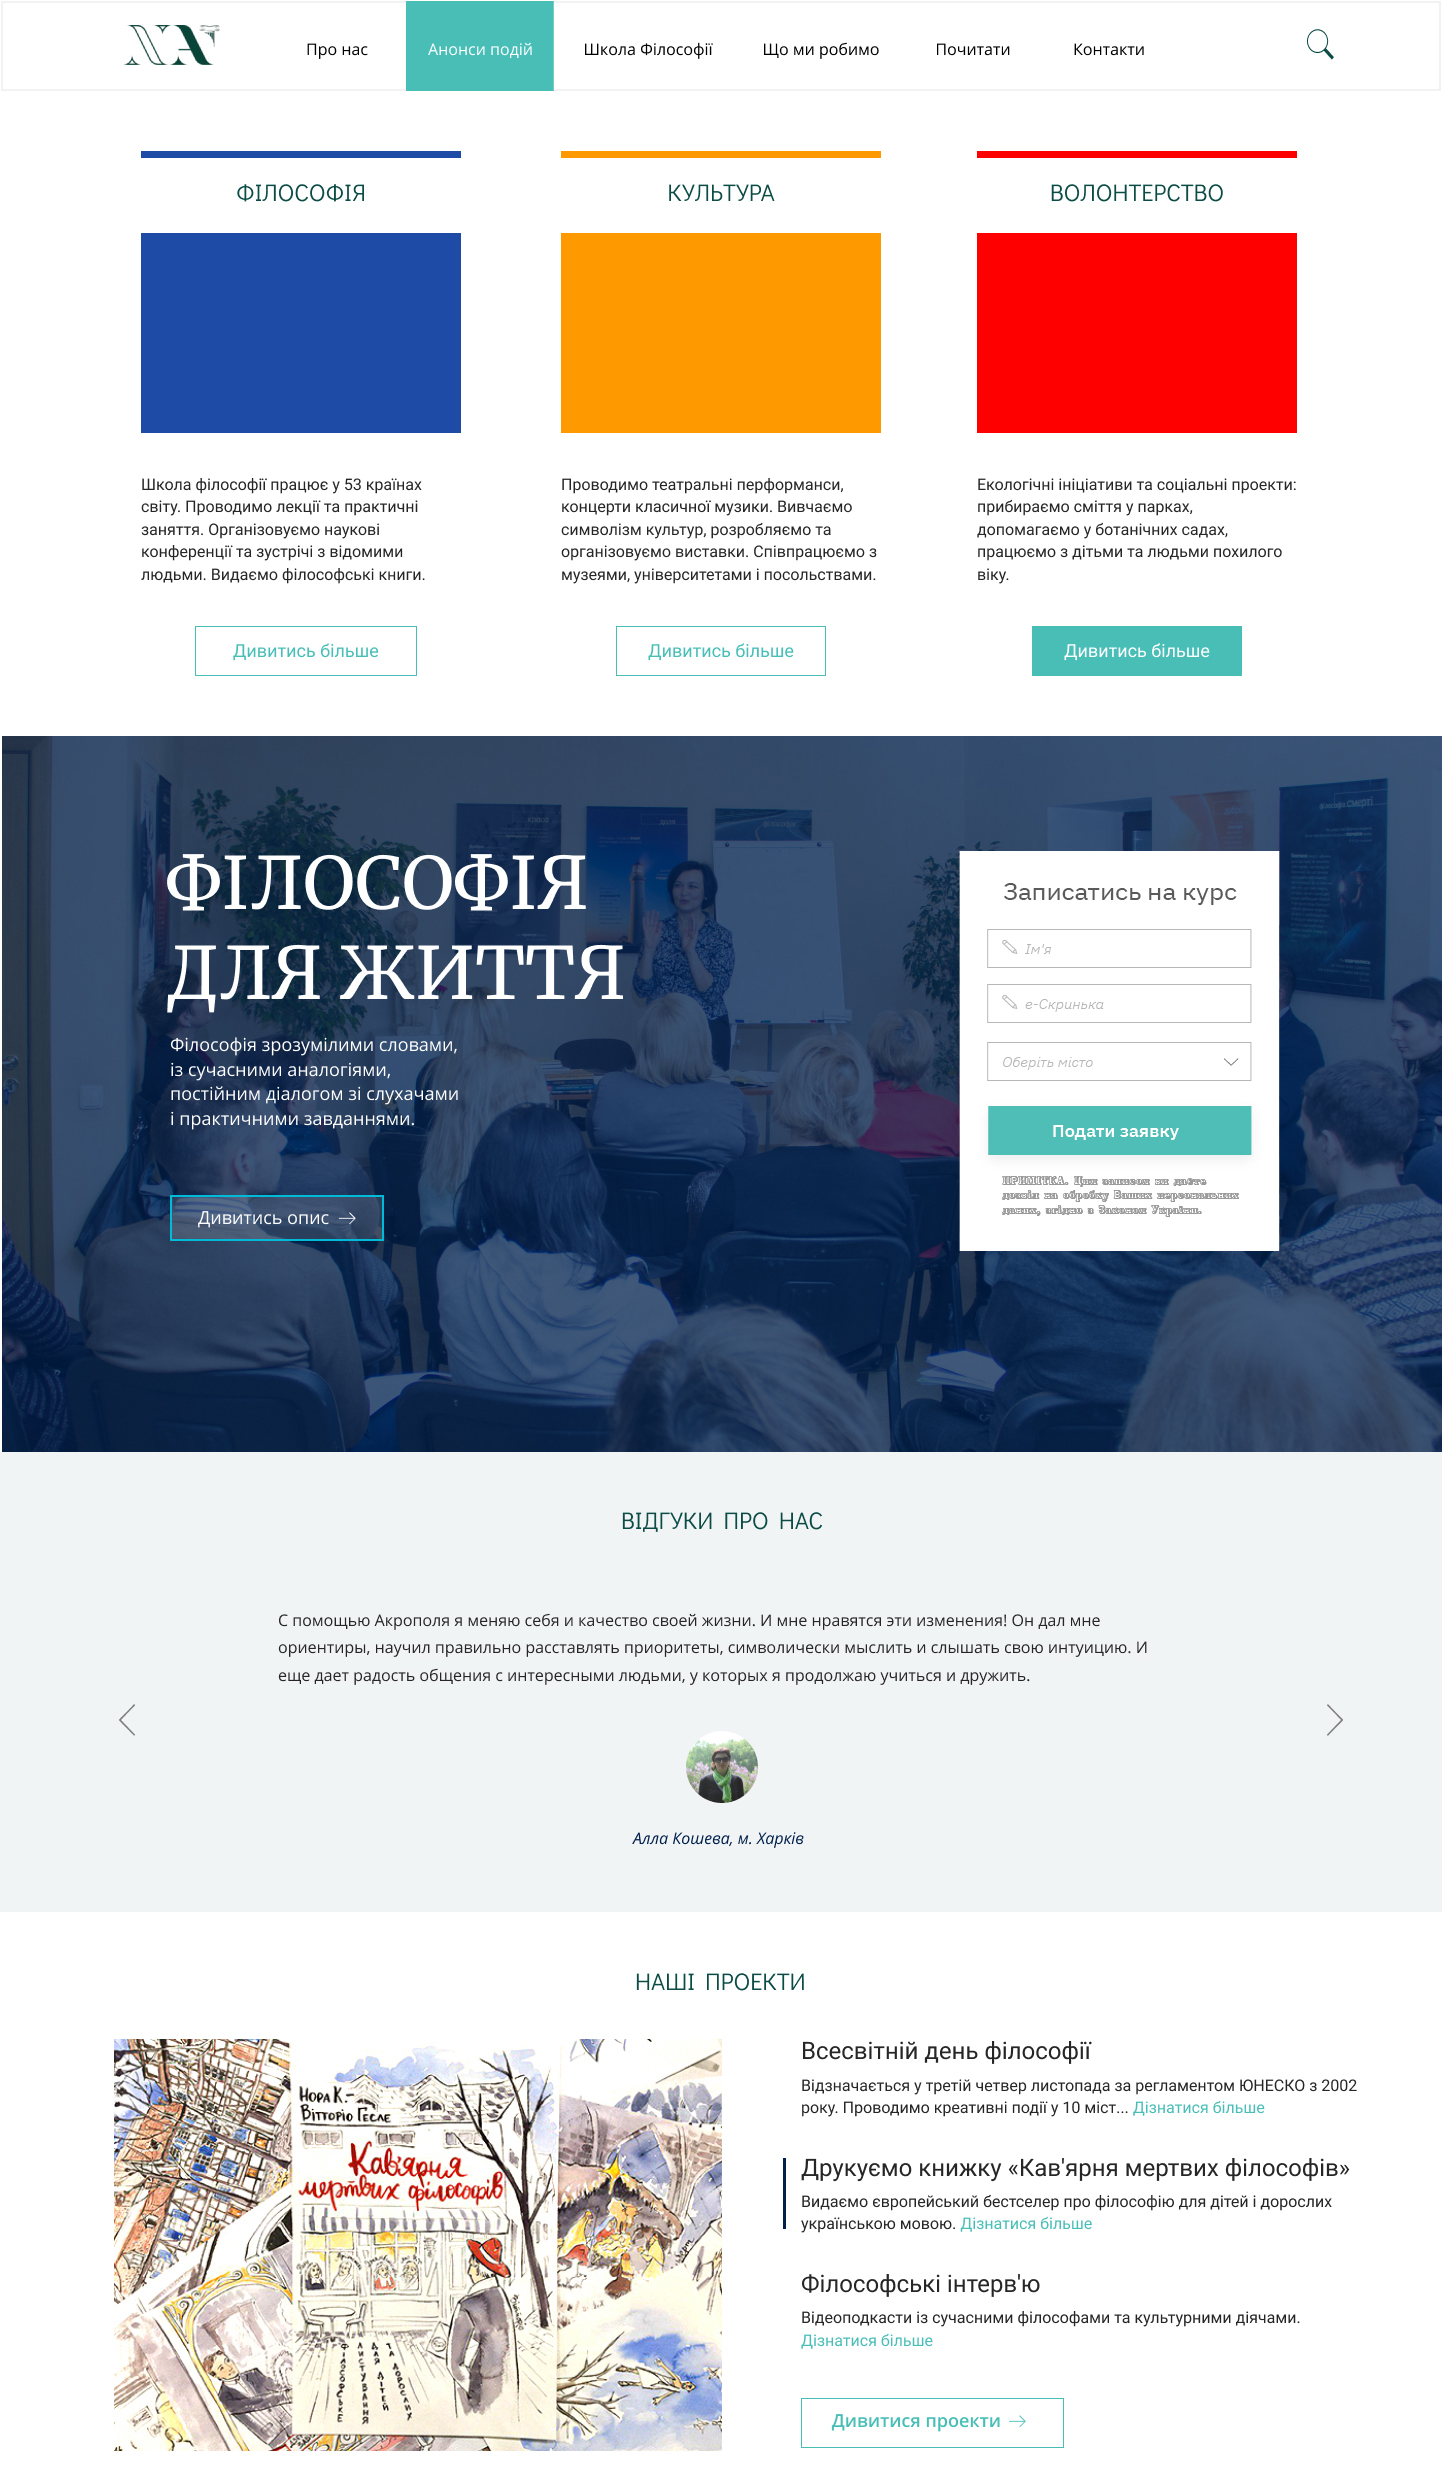 Про нас
Анонси подій
Школа Філософії
Що ми робимо
Почитати
Контакти
ФІЛОСОФІЯ
КУЛЬТУРА
ВОЛОНТЕРСТВО
Школа філософії працює у 53 країнах
світу. Проводимо лекції та практичні
заняття. Організовуємо наукові
конференції та зустрічі з відомими
людьми. Видаємо філософські книги.
Проводимо театральні перформанси,
концерти класичної музики. Вивчаємо
символізм культур, розробляємо та
організовуємо виставки. Співпрацюємо з
музеями, університетами і посольствами.
Екологічні ініціативи та соціальні проекти:
прибираємо сміття у парках,
допомагаємо у ботанічних садах,
працюємо з дітьми та людьми похилого
віку.
Дивитись більше
Дивитись більше
Дивитись більше
ФІЛОСОФІЯ
ДЛЯ ЖИТТЯ
Філософія зрозумілими словами,
із сучасними аналогіями,
постійним діалогом зі слухачами
і практичними завданнями.
Дивитись опис
Записатись на курс
Ім'я
е-Скринька
Оберіть місто
Подати заявку
ПРИМІТКА. Цим записом ви даєте
дозвіл на обробку Ваших персональних
даних, згідно з Законом України.
ВІДГУКИ ПРО НАС
С помощью Акрополя я меняю себя и качество своей жизни. И мне нравятся эти изменения! Он дал мне
ориентиры, научил правильно расставлять приоритеты, символически мыслить и слышать свою интуицию. И
еще дает радость общения с интересными людьми, у которых я продолжаю учиться и дружить.
Алла Кошева, м. Харків
НАШІ ПРОЕКТИ
Нора К. –
Вітторіо Гесле
Кав'ярня
мертвих філософів
ФІЛОСОФСЬКЕ
ЛИСТУВАННЯ
ДЛЯ ДІТЕЙ
ТА ДОРОСЛИХ
Всесвітній день філософії
Відзначається у третій четвер листопада за регламентом ЮНЕСКО з 2002
року. Проводимо креативні події у 10 міст... Дізнатися більше
Друкуємо книжку «Кав'ярня мертвих філософів»
Видаємо європейський бестселер про філософію для дітей і дорослих
українською мовою. Дізнатися більше
Філософські інтерв'ю
Відеоподкасти із сучасними філософами та культурними діячами.
Дізнатися більше
Дивитися проекти